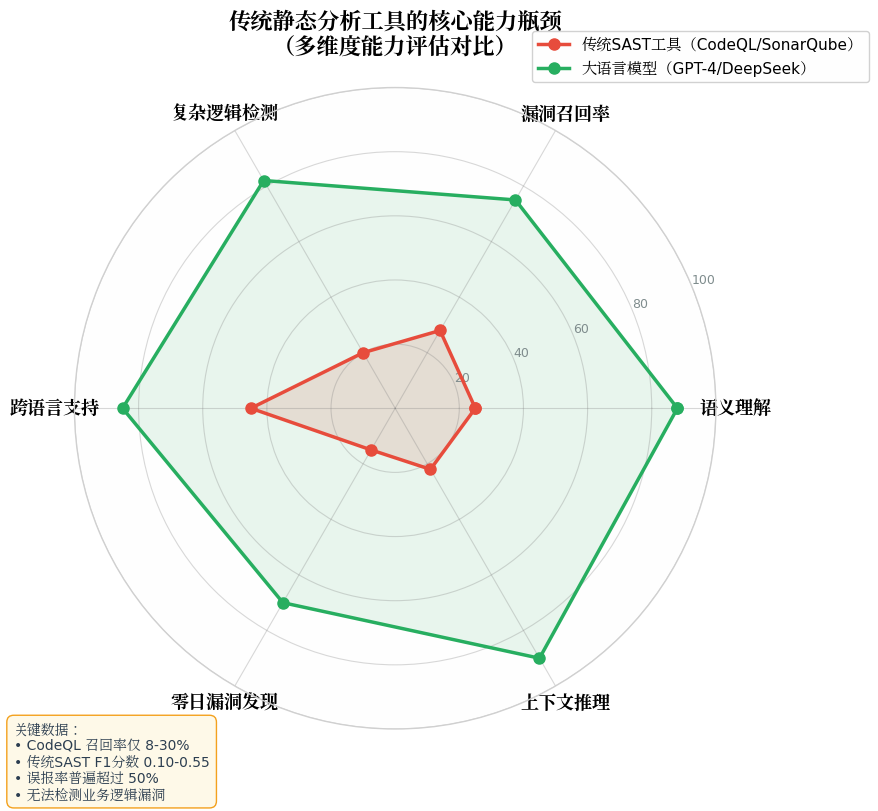 传统静态分析工具的核心能力瓶颈
（多维度能力评估对比）
传统SAST工具（CodeQL/SonarQube）
大语言模型（GPT-4/DeepSeek）
复杂逻辑检测
漏洞召回率
100
80
60
40
20
跨语言支持
语义理解
零日漏洞发现
上下文推理
关键数据：
• CodeQL 召回率仅 8-30%
• 传统SAST F1分数 0.10-0.55
• 误报率普遍超过 50%
• 无法检测业务逻辑漏洞